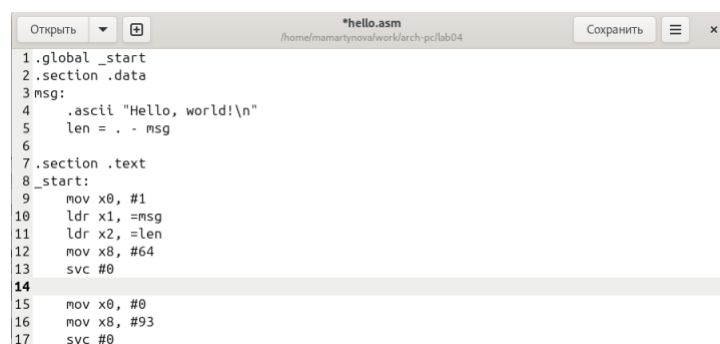 Открыть
*hello.asm
/home/mamartynova/work/arch-pc/lab04
Сохранить
1 .global _start
2 .section .data
3 msg:
4     .ascii "Hello, world!\n"
5     len = . - msg
6
7 .section .text
8 _start:
9     mov x0, #1
10     ldr x1, =msg
11     ldr x2, =len
12     mov x8, #64
13     svc #0
14
15     mov x0, #0
16     mov x8, #93
17     svc #0